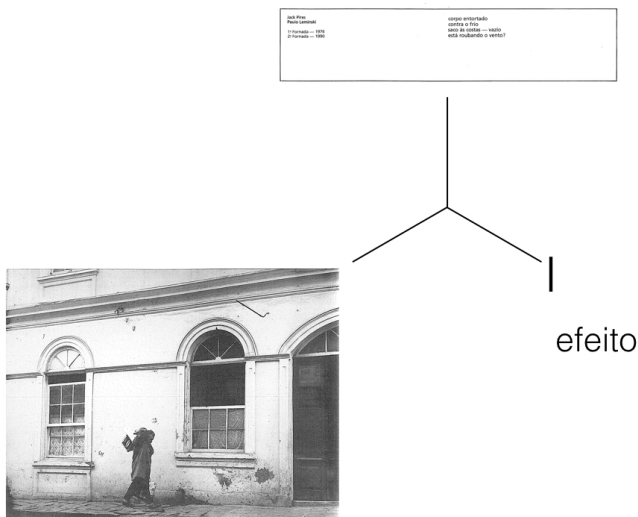 Jack Pires
Paulo Leminski
1ª Fornada — 1976
2ª Fornada — 1990
corpo entortado
contra o frio
saco às costas — vazio
está roubando o vento?
efeito